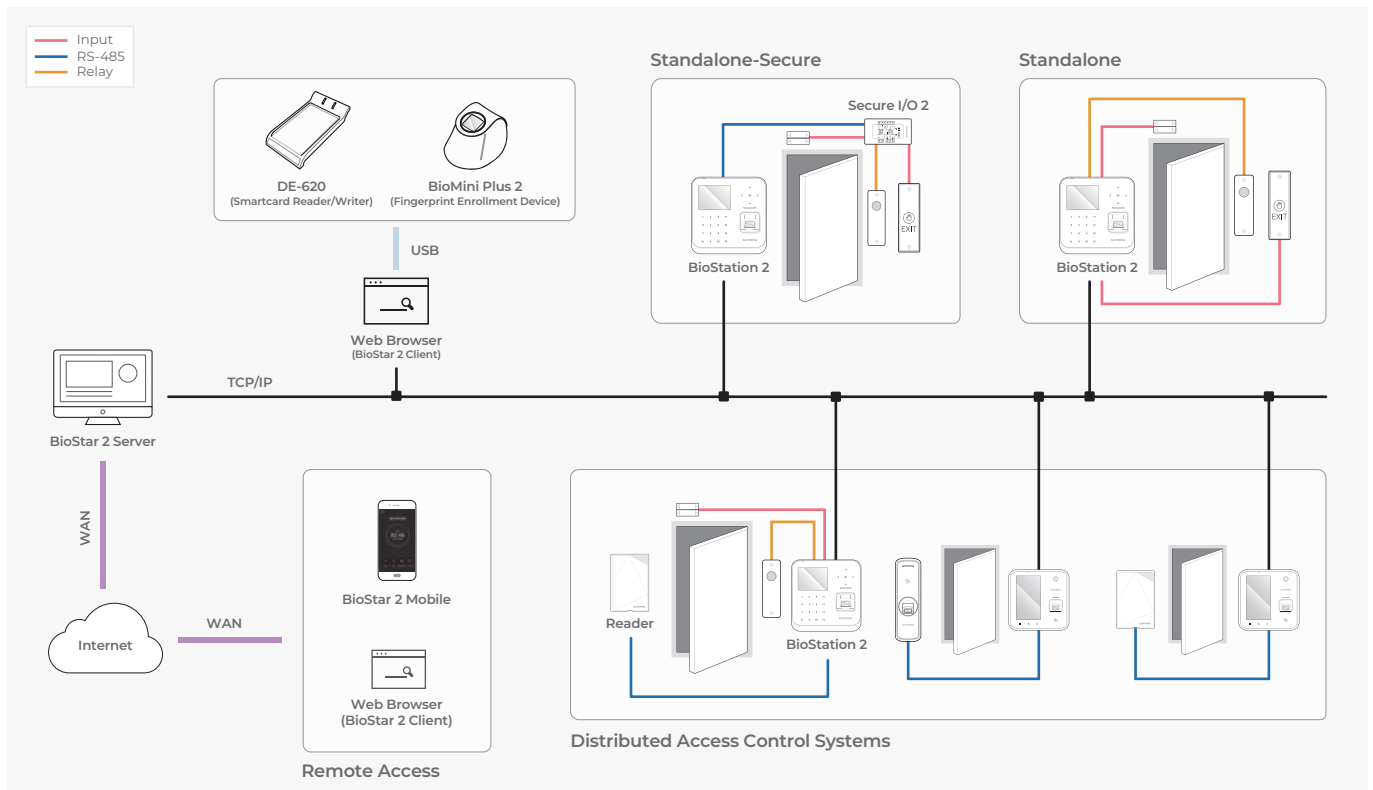 Input
RS-485
Relay
DE-620
(Smartcard Reader/Writer)
BioMini Plus 2
(Fingerprint Enrollment Device)
USB
Web Browser
(BioStar 2 Client)
TCP/IP
BioStar 2 Server
WAN
Internet
WAN
BioStar 2 Mobile
Web Browser
(BioStar 2 Client)
Remote Access
Standalone-Secure
Secure I/O 2
EXIT
BioStation 2
Standalone
EXIT
BioStation 2
Reader
BioStation 2
Distributed Access Control Systems